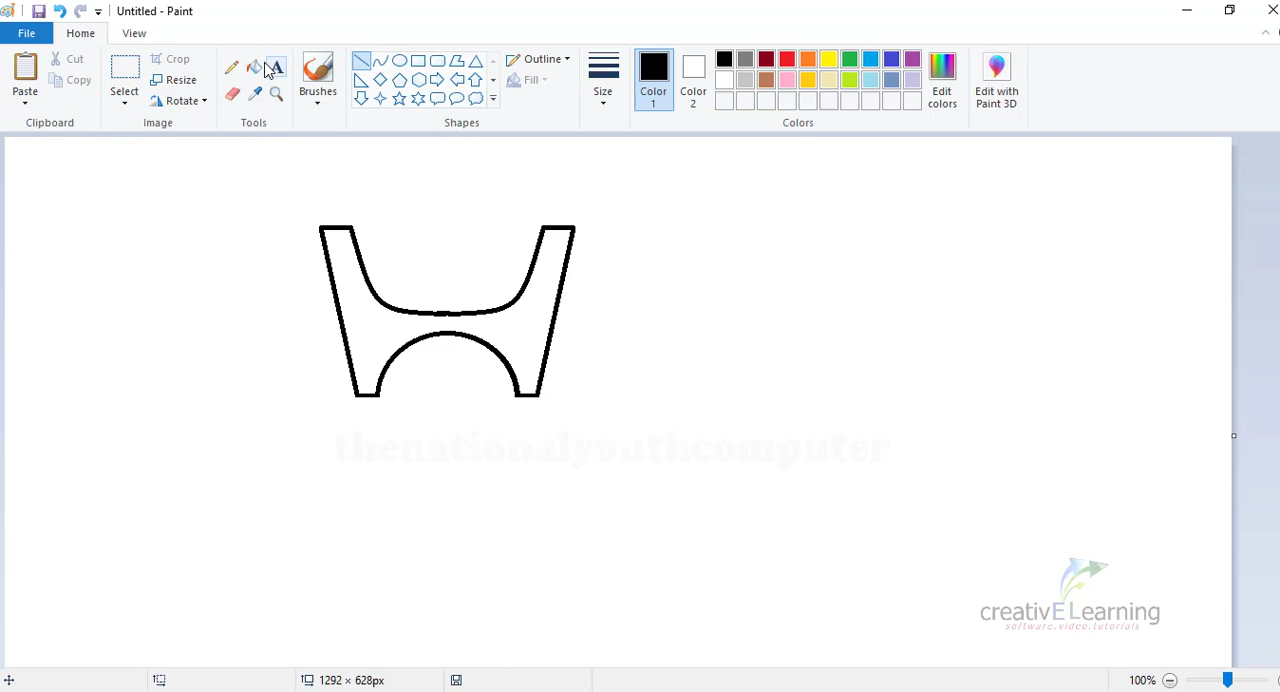 Untitled - Paint
File Home View
Paste
Cut
Copy
Clipboard
Select
Crop
Resize
Rotate
Image
A
Tools
Brushes
Outline
Fill
Shapes
Size
Color 1
Color 2
Edit colors
Colors
Edit with Paint 3D
thenationalyouthcomputer
creativE Learning
software.video.tutorials
1292 × 628px
100%